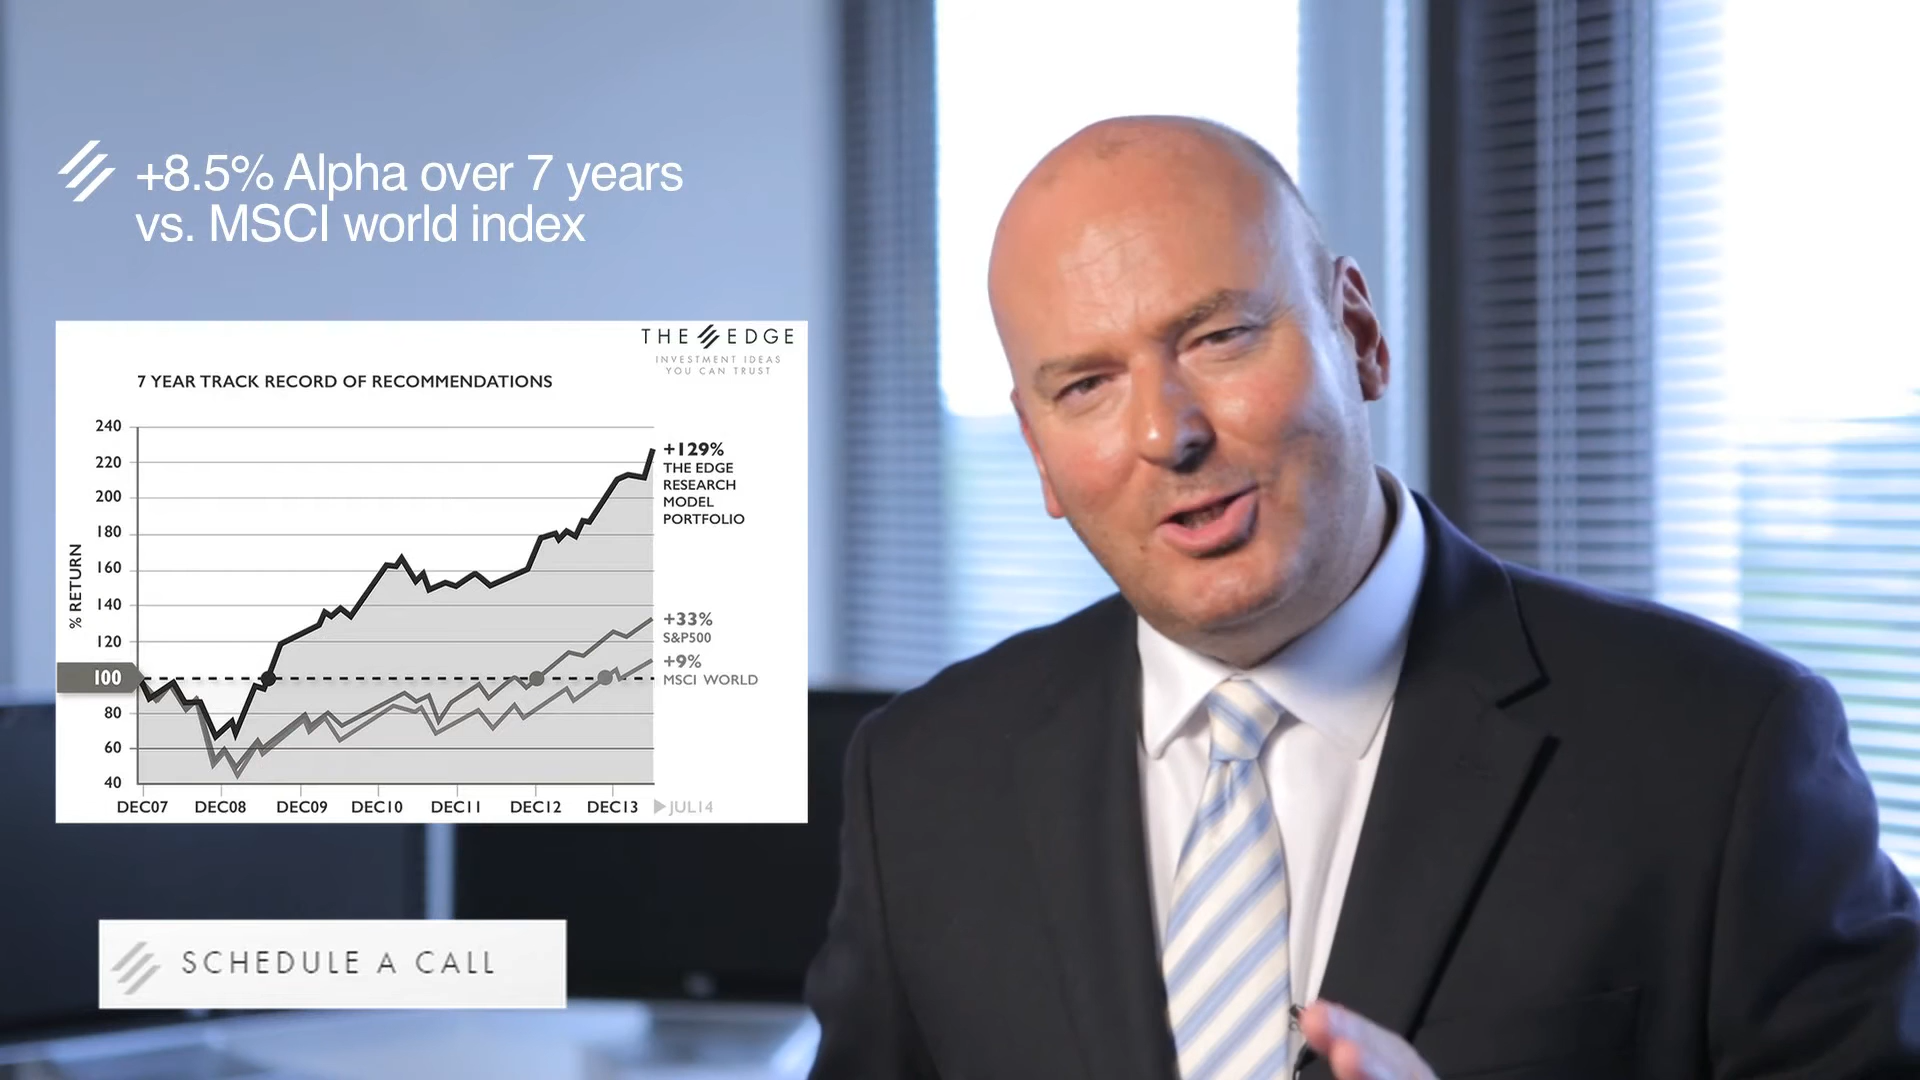 +8.5% Alpha over 7 years
vs. MSCI world index
THE EDGE
INVESTMENT IDEAS
YOU CAN TRUST
7 YEAR TRACK RECORD OF RECOMMENDATIONS
% RETURN
240
220
200
180
160
140
120
100
80
60
40
+129%
THE EDGE
RESEARCH
MODEL
PORTFOLIO
+33%
S&P500
+9%
MSCI WORLD
DEC07 DEC08 DEC09 DEC10 DEC11 DEC12 DEC13 JUL14
SCHEDULE A CALL